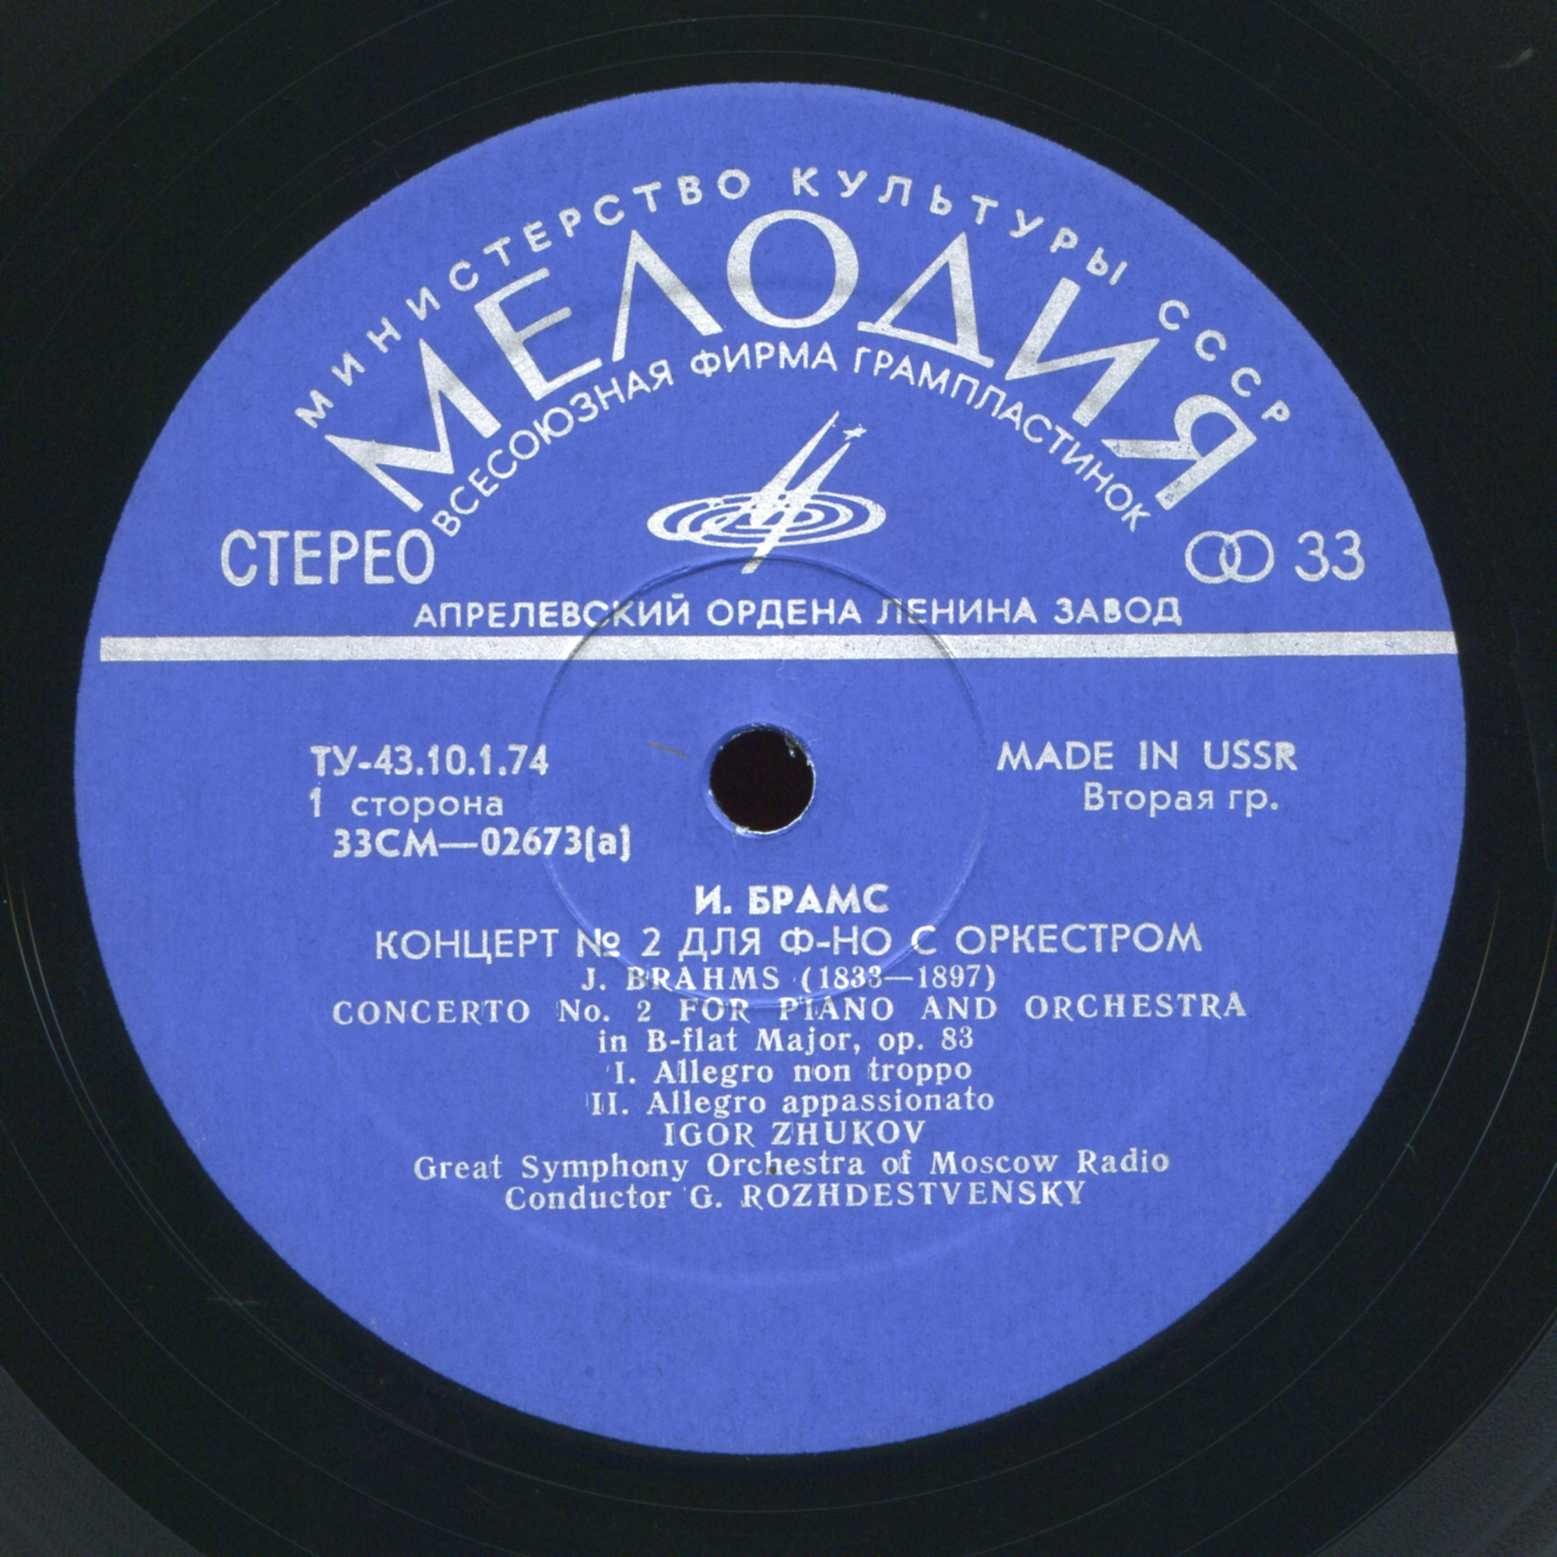 МИНИСТЕРСТВО КУЛЬТУРЫ СССР
МЕЛОДИЯ
ВСЕСОЮЗНАЯ ФИРМА ГРАМПЛАСТИНОК
СТЕРЕО
33
АПРЕЛЕВСКИЙ ОРДЕНА ЛЕНИНА ЗАВОД
ТУ-43.10.1.74
MADE IN USSR
1 сторона
Вторая гр.
33СМ—02673(а)
И. БРАМС
КОНЦЕРТ № 2 ДЛЯ Ф-НО С ОРКЕСТРОМ
J. BRAHMS (1833—1897)
CONCERTO No. 2 FOR PIANO AND ORCHESTRA
in B-flat Major, op. 83
I. Allegro non troppo
II. Allegro appassionato
IGOR ZHUKOV
Great Symphony Orchestra of Moscow Radio
Conductor G. ROZHDESTVENSKY